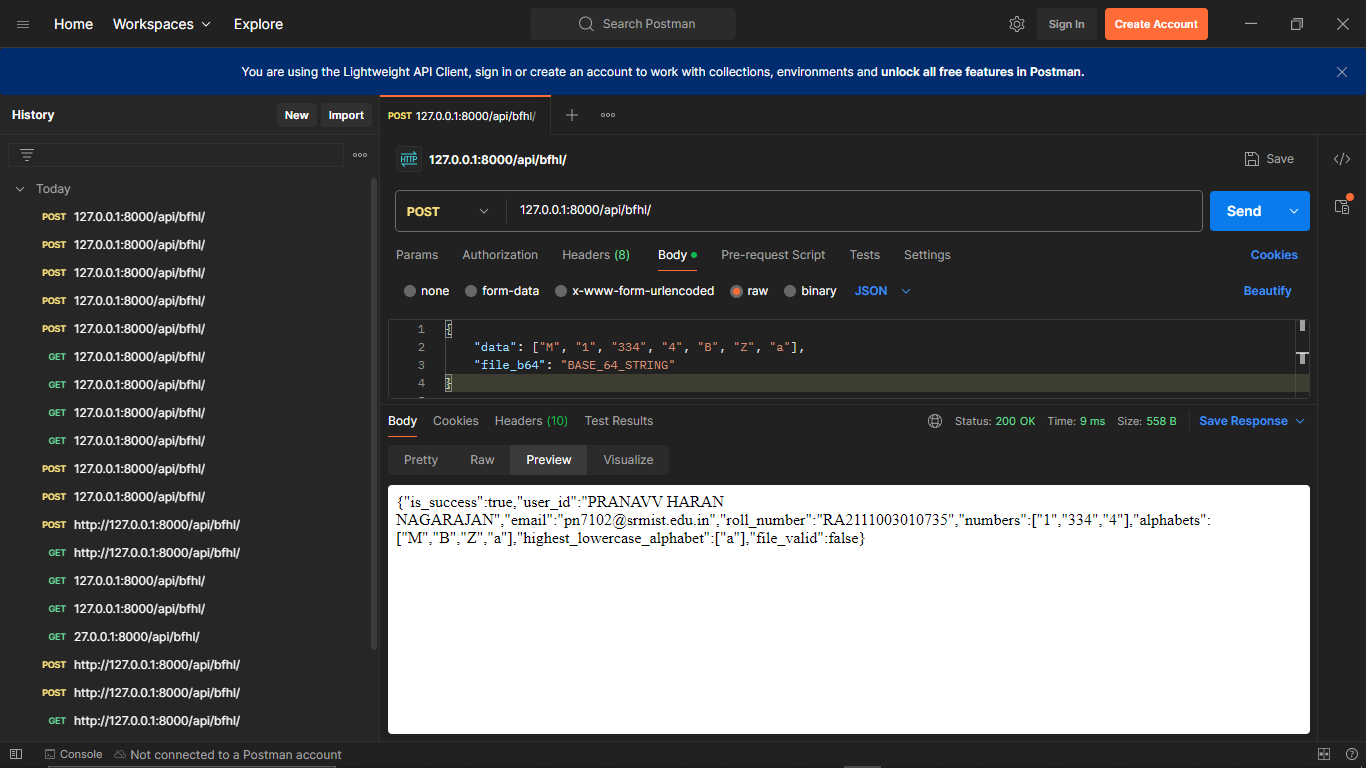 Home Workspaces Explore Search Postman Sign In Create Account
You are using the Lightweight API Client, sign in or create an account to work with collections, environments and unlock all free features in Postman.
History New Import
Today
POST 127.0.0.1:8000/api/bfhl/
POST 127.0.0.1:8000/api/bfhl/
POST 127.0.0.1:8000/api/bfhl/
POST 127.0.0.1:8000/api/bfhl/
POST 127.0.0.1:8000/api/bfhl/
GET 127.0.0.1:8000/api/bfhl/
GET 127.0.0.1:8000/api/bfhl/
GET 127.0.0.1:8000/api/bfhl/
GET 127.0.0.1:8000/api/bfhl/
POST 127.0.0.1:8000/api/bfhl/
POST 127.0.0.1:8000/api/bfhl/
POST http://127.0.0.1:8000/api/bfhl/
GET http://127.0.0.1:8000/api/bfhl/
GET 127.0.0.1:8000/api/bfhl/
GET 127.0.0.1:8000/api/bfhl/
GET 27.0.0.1:8000/api/bfhl/
POST http://127.0.0.1:8000/api/bfhl/
POST http://127.0.0.1:8000/api/bfhl/
GET http://127.0.0.1:8000/api/bfhl/
POST 127.0.0.1:8000/api/bfhl/
HTTP 127.0.0.1:8000/api/bfhl/ Save
POST 127.0.0.1:8000/api/bfhl/ Send
Params Authorization Headers (8) Body Pre-request Script Tests Settings Cookies
none form-data x-www-form-urlencoded raw binary JSON Beautify
1 {
2 "data": ["M", "1", "334", "4", "B", "Z", "a"],
3 "file_b64": "BASE_64_STRING"
4 }
Body Cookies Headers (10) Test Results Status: 200 OK Time: 9 ms Size: 558 B Save Response
Pretty Raw Preview Visualize
{"is_success":true,"user_id":"PRANAVV HARAN
NAGARAJAN","email":"pn7102@srmist.edu.in","roll_number":"RA2111003010735","numbers":["1","334","4"],"alphabets":
["M","B","Z","a"],"highest_lowercase_alphabet":["a"],"file_valid":false}
Console Not connected to a Postman account